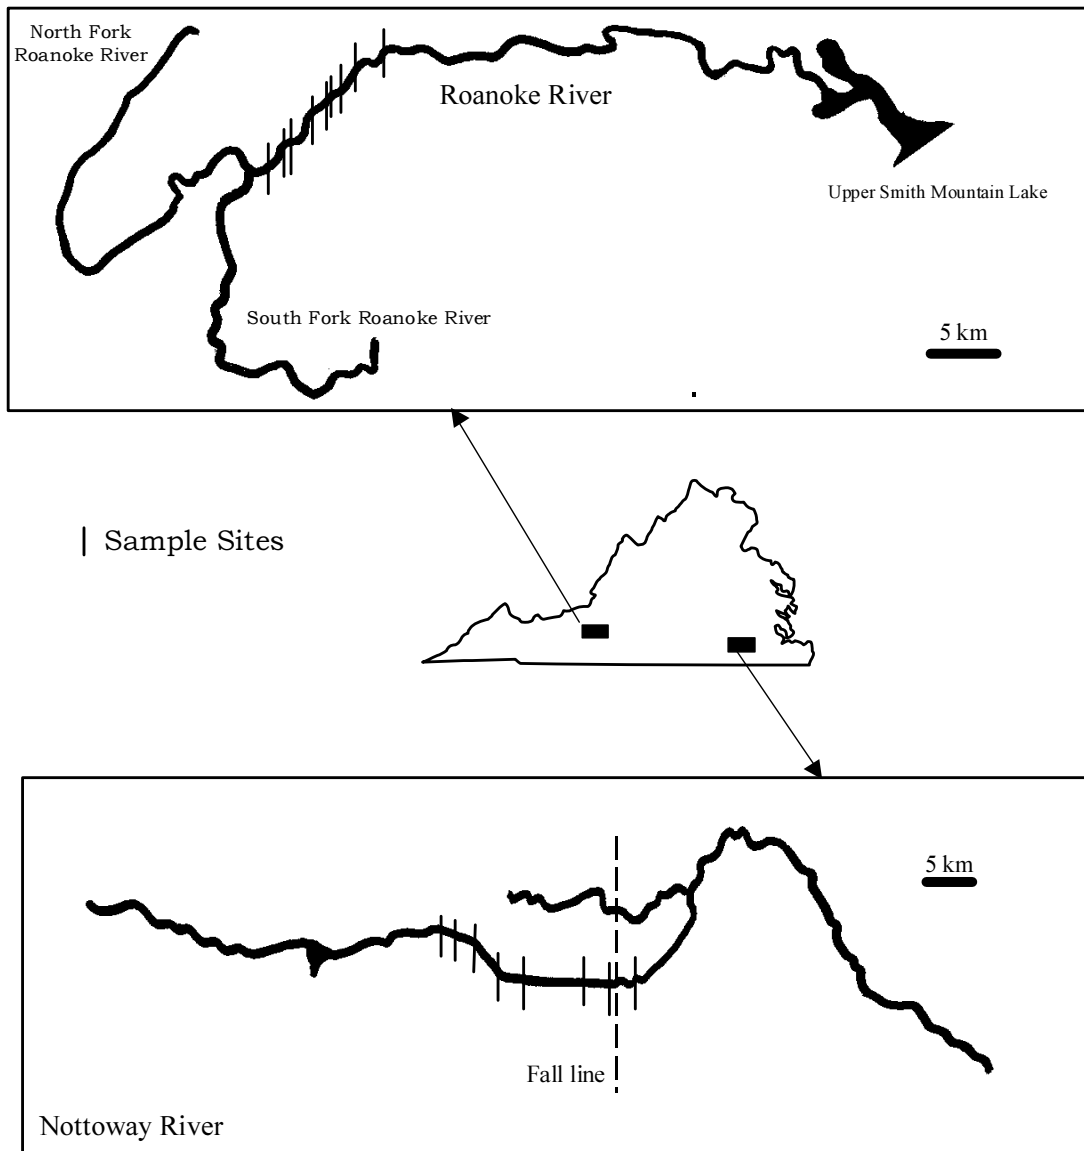 North Fork
Roanoke River
Roanoke River
Upper Smith Mountain Lake
South Fork Roanoke River
5 km
Sample Sites
5 km
Fall line
Nottoway River